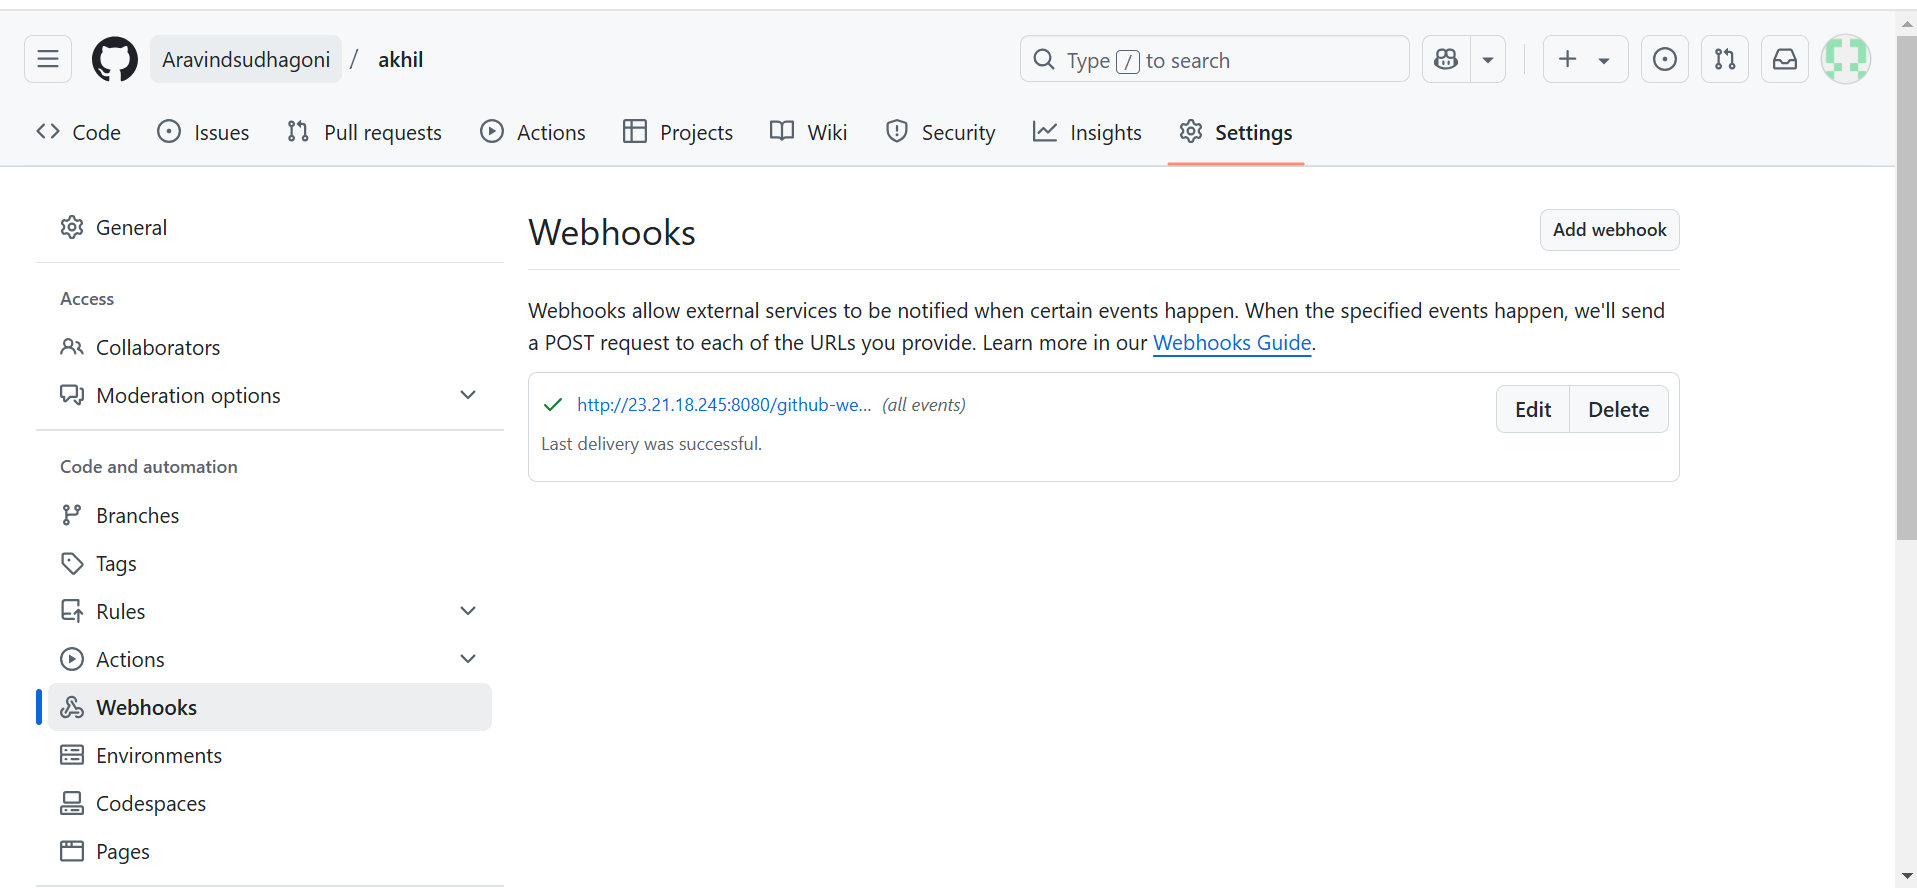 Aravindsudhagoni / akhil
Type / to search
Code Issues Pull requests Actions Projects Wiki Security Insights Settings
General
Access
Collaborators
Moderation options
Code and automation
Branches
Tags
Rules
Actions
Webhooks
Environments
Codespaces
Pages
Webhooks
Add webhook
Webhooks allow external services to be notified when certain events happen. When the specified events happen, we'll send
a POST request to each of the URLs you provide. Learn more in our Webhooks Guide.
http://23.21.18.245:8080/github-we... (all events)
Edit Delete
Last delivery was successful.